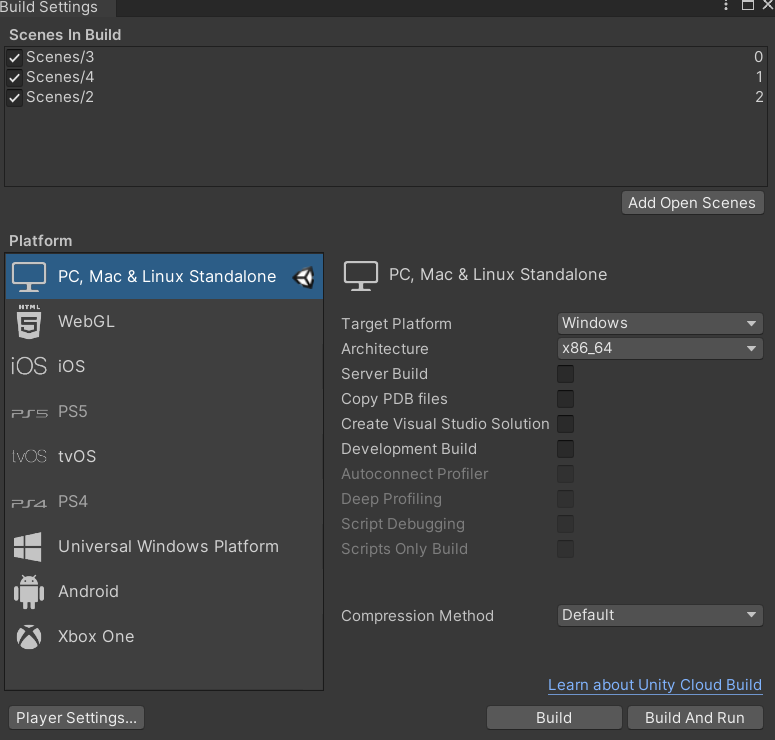 Build Settings
Scenes In Build
Scenes/3 0
Scenes/4 1
Scenes/2 2
Add Open Scenes
Platform
PC, Mac & Linux Standalone
HTML 5 WebGL
iOS iOS
PS5 PS5
tvOS tvOS
PS4 PS4
Universal Windows Platform
Android
Xbox One
PC, Mac & Linux Standalone
Target Platform Windows
Architecture x86_64
Server Build
Copy PDB files
Create Visual Studio Solution
Development Build
Autoconnect Profiler
Deep Profiling
Script Debugging
Scripts Only Build
Compression Method Default
Learn about Unity Cloud Build
Player Settings... Build Build And Run